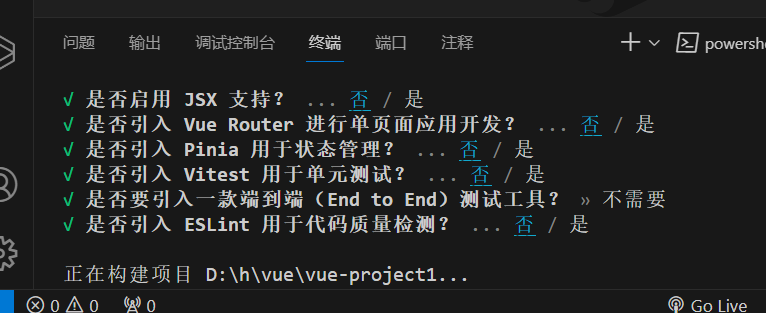 问题 输出 调试控制台 终端 端口 注释 powersh
√ 是否启用 JSX 支持? ... 否 / 是
√ 是否引入 Vue Router 进行单页面应用开发? ... 否 / 是
√ 是否引入 Pinia 用于状态管理? ... 否 / 是
√ 是否引入 Vitest 用于单元测试? ... 否 / 是
√ 是否要引入一款端到端（End to End）测试工具? » 不需要
√ 是否引入 ESLint 用于代码质量检测? ... 否 / 是
正在构建项目 D:\h\vue\vue-project1...
0 0 0 Go Live